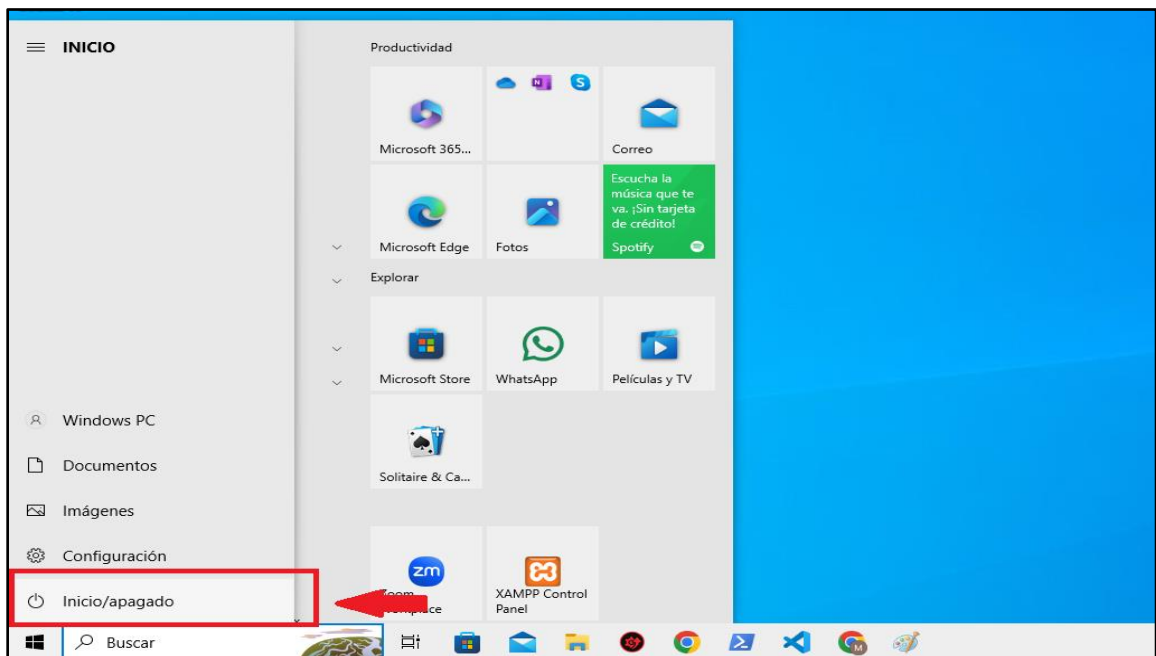 INICIO
Windows PC
Documentos
Imágenes
Configuración
Inicio/apagado
Productividad
Microsoft 365...
Correo
Microsoft Edge
Fotos
Escucha la
música que te
va. ¡Sin tarjeta
de crédito!
Spotify
Explorar
Microsoft Store
WhatsApp
Películas y TV
Solitaire & Ca...
zm
XAMPP Control
Panel
Buscar